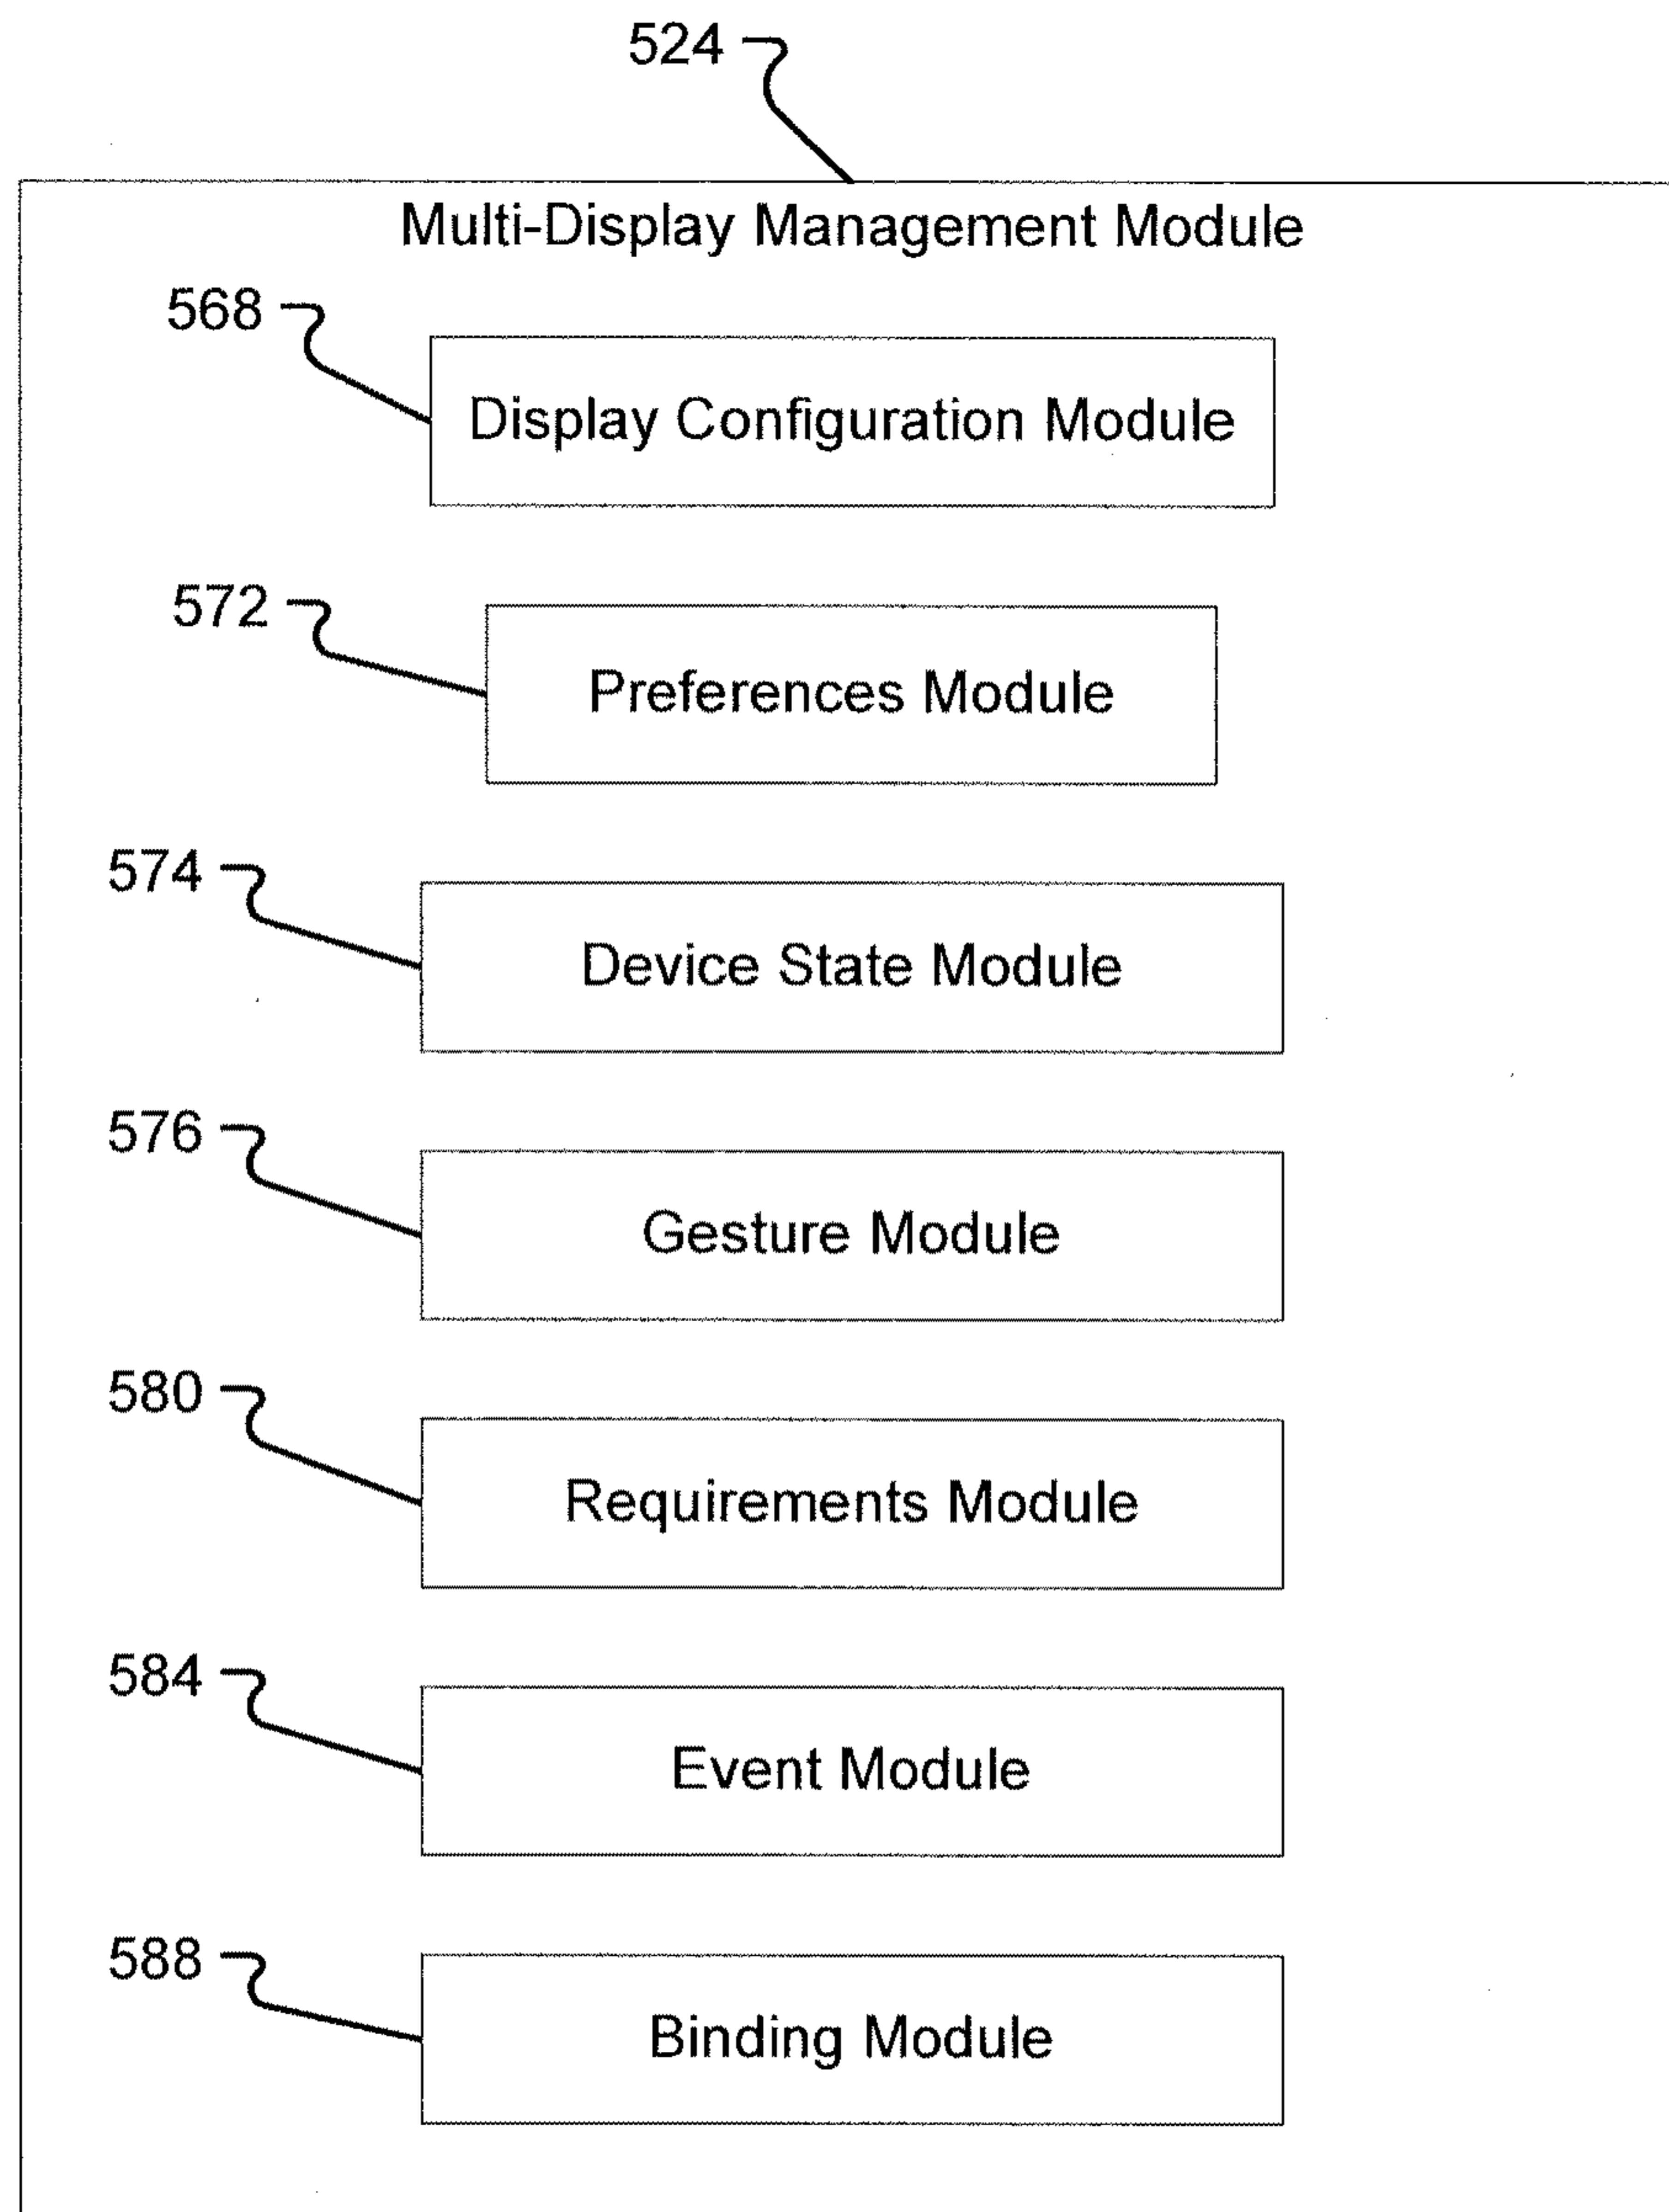 524
Multi-Display Management Module
568
Display Configuration Module
572
Preferences Module
574
Device State Module
576
Gesture Module
580
Requirements Module
584
Event Module
588
Binding Module